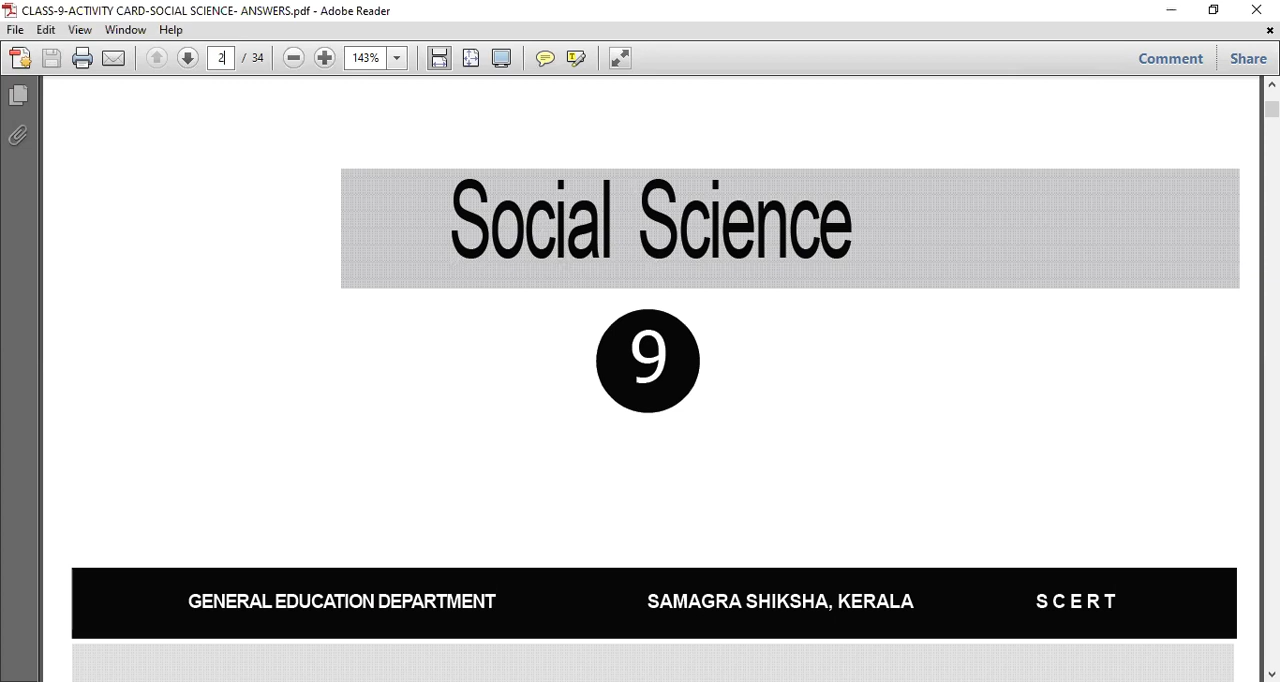 CLASS-9-ACTIVITY CARD-SOCIAL SCIENCE- ANSWERS.pdf - Adobe Reader
File Edit View Window Help
2 / 34 143% Comment Share
Social Science
9
GENERAL EDUCATION DEPARTMENT SAMAGRA SHIKSHA, KERALA S C E R T